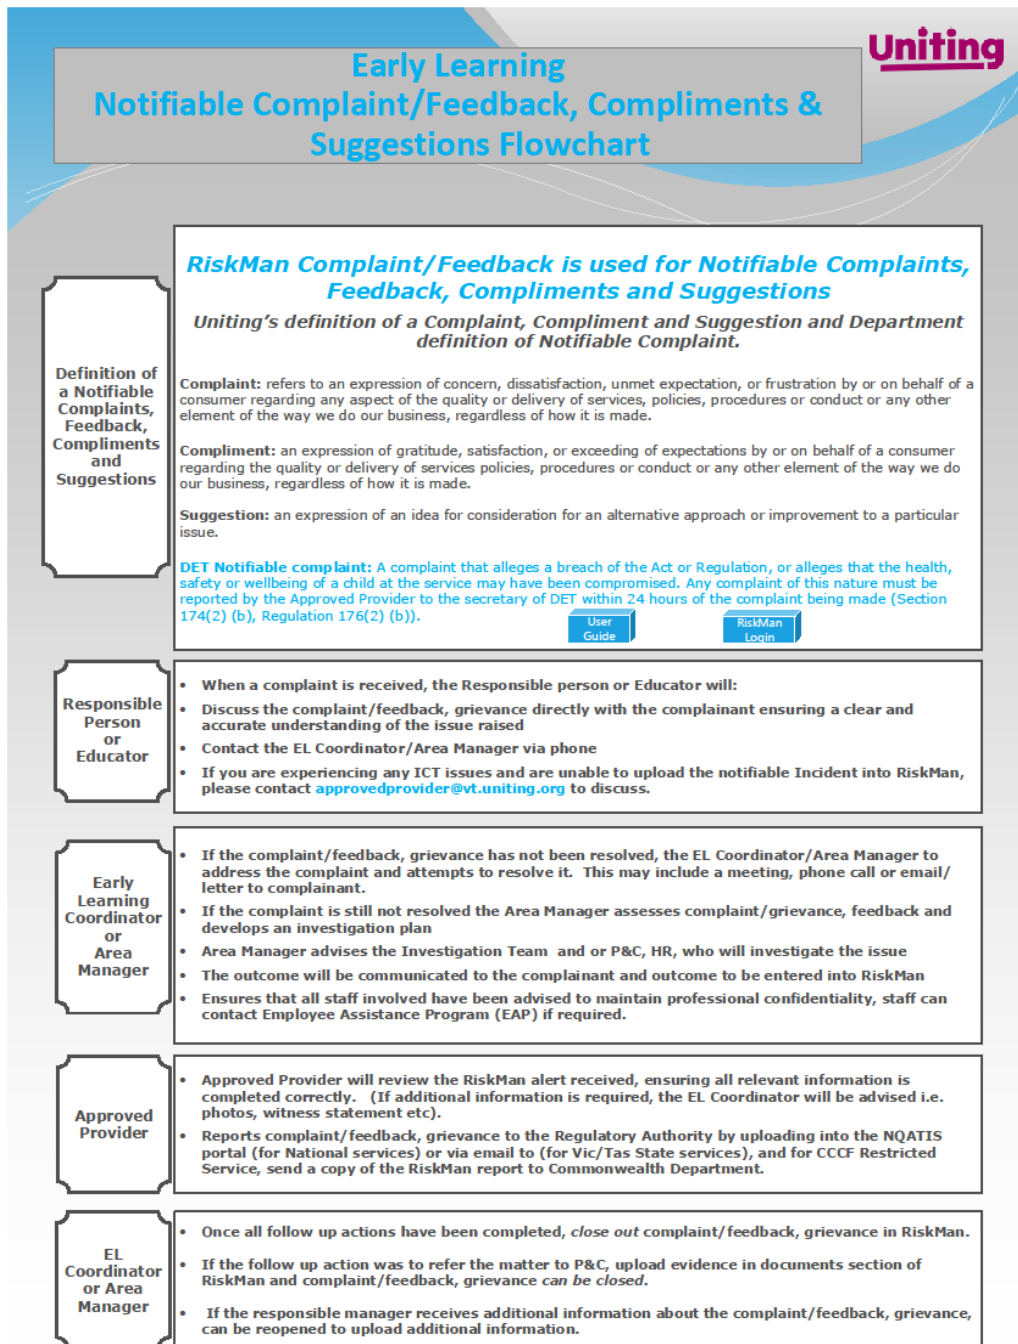 Uniting
Early Learning
Notifiable Complaint/Feedback, Compliments &
Suggestions Flowchart
Definition of
a Notifiable
Complaints,
Feedback,
Compliments
and
Suggestions
RiskMan Complaint/Feedback is used for Notifiable Complaints,
Feedback, Compliments and Suggestions
Uniting's definition of a Complaint, Compliment and Suggestion and Department
definition of Notifiable Complaint.
Complaint: refers to an expression of concern, dissatisfaction, unmet expectation, or frustration by or on behalf of a
consumer regarding any aspect of the quality or delivery of services, policies, procedures or conduct or any other
element of the way we do our business, regardless of how it is made.
Compliment: an expression of gratitude, satisfaction, or exceeding of expectations by or on behalf of a consumer
regarding the quality or delivery of services policies, procedures or conduct or any other element of the way we do
our business, regardless of how it is made.
Suggestion: an expression of an idea for consideration for an alternative approach or improvement to a particular
issue.
DET Notifiable complaint: A complaint that alleges a breach of the Act or Regulation, or alleges that the health,
safety or wellbeing of a child at the service may have been compromised. Any complaint of this nature must be
reported by the Approved Provider to the secretary of DET within 24 hours of the complaint being made (Section
174(2) (b), Regulation 176(2) (b)).
User
Guide
RiskMan
Login
Responsible
Person
or
Educator
• When a complaint is received, the Responsible person or Educator will:
• Discuss the complaint/feedback, grievance directly with the complainant ensuring a clear and
accurate understanding of the issue raised
• Contact the EL Coordinator/Area Manager via phone
• If you are experiencing any ICT issues and are unable to upload the notifiable Incident into RiskMan,
please contact approvedprovider@vt.uniting.org to discuss.
Early
Learning
Coordinator
or
Area
Manager
• If the complaint/feedback, grievance has not been resolved, the EL Coordinator/Area Manager to
address the complaint and attempts to resolve it. This may include a meeting, phone call or email/
letter to complainant.
• If the complaint is still not resolved the Area Manager assesses complaint/grievance, feedback and
develops an investigation plan
• Area Manager advises the Investigation Team and or P&C, HR, who will investigate the issue
• The outcome will be communicated to the complainant and outcome to be entered into RiskMan
• Ensures that all staff involved have been advised to maintain professional confidentiality, staff can
contact Employee Assistance Program (EAP) if required.
Approved
Provider
• Approved Provider will review the RiskMan alert received, ensuring all relevant information is
completed correctly. (If additional information is required, the EL Coordinator will be advised i.e.
photos, witness statement etc).
• Reports complaint/feedback, grievance to the Regulatory Authority by uploading into the NQATIS
portal (for National services) or via email to (for Vic/Tas State services), and for CCCF Restricted
Service, send a copy of the RiskMan report to Commonwealth Department.
EL
Coordinator
or Area
Manager
• Once all follow up actions have been completed, close out complaint/feedback, grievance in RiskMan.
• If the follow up action was to refer the matter to P&C, upload evidence in documents section of
RiskMan and complaint/feedback, grievance can be closed.
• If the responsible manager receives additional information about the complaint/feedback, grievance,
can be reopened to upload additional information.